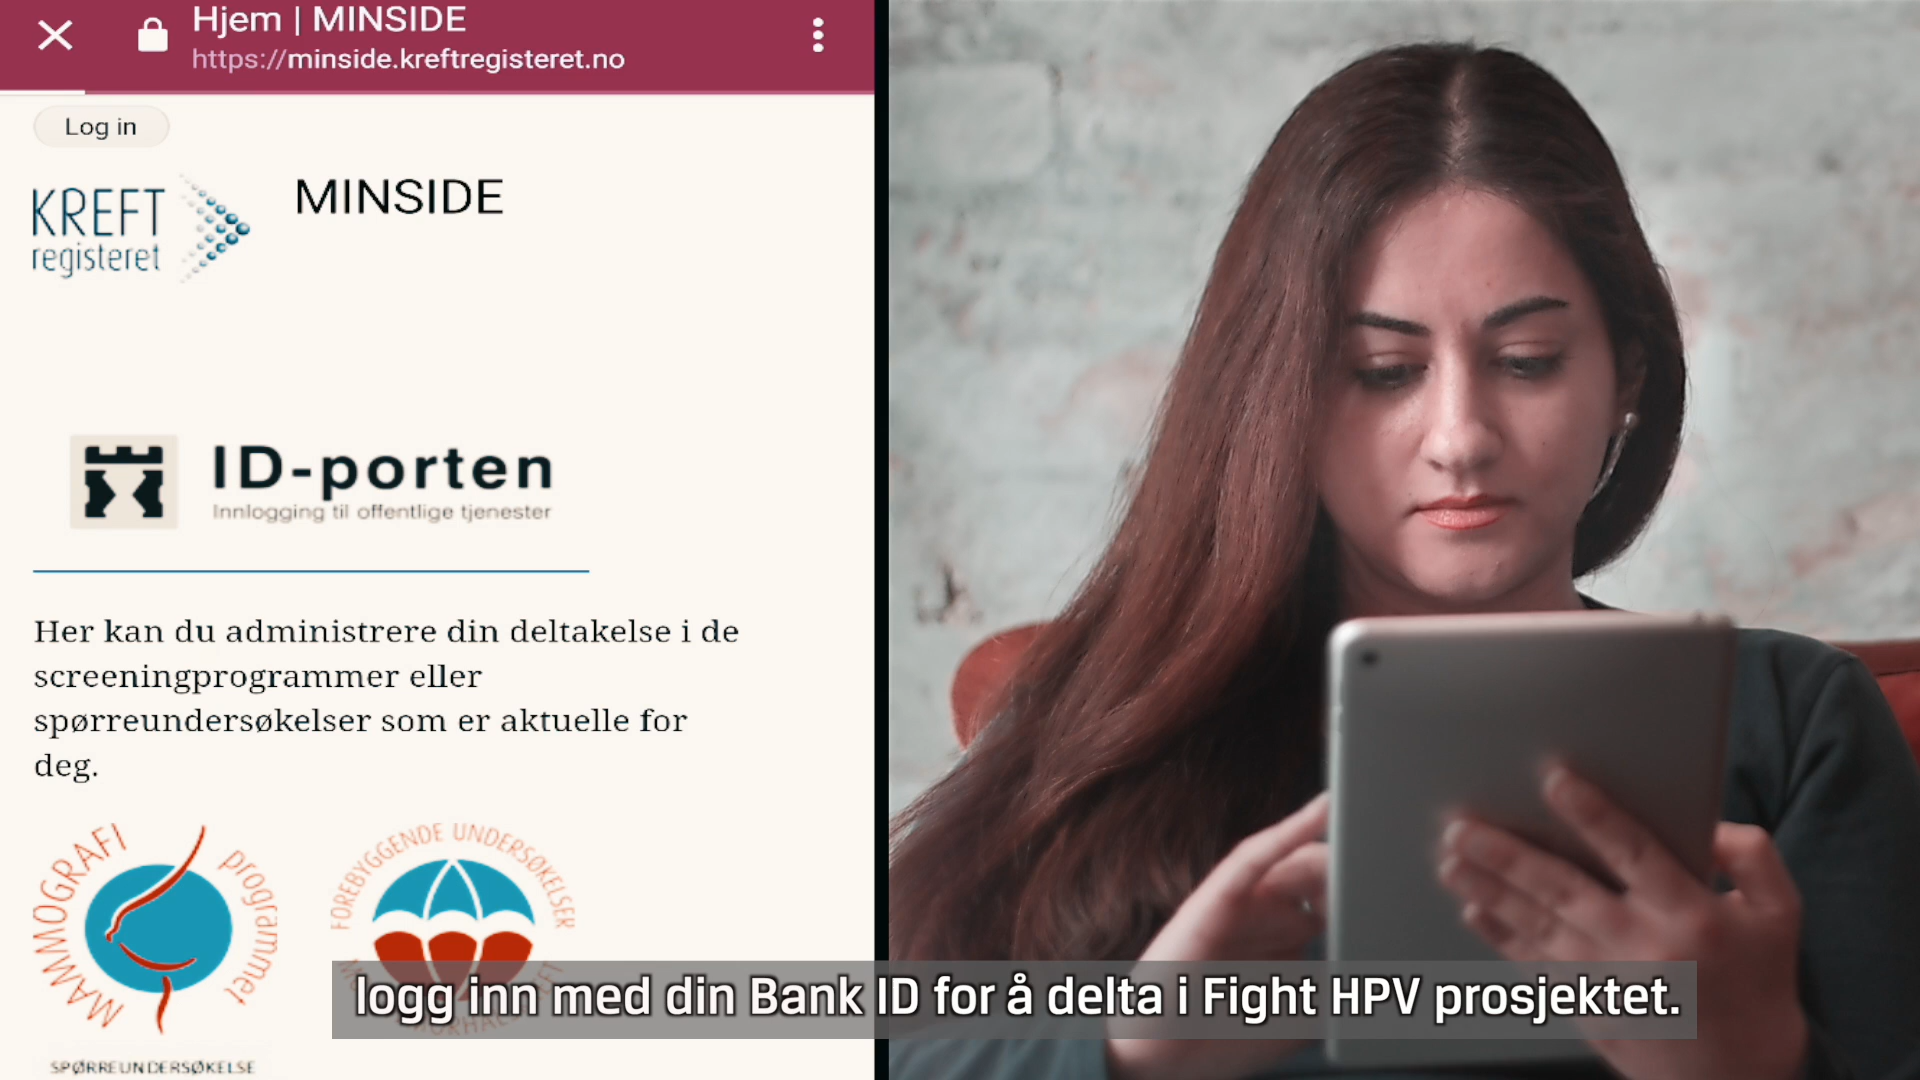 Hjem | MINSIDE
https://minside.kreftregisteret.no
Log in
KREFT
registeret
MINSIDE
ID-porten
Innlogging til offentlige tjenester
Her kan du administrere din deltakelse i de
screeningprogrammer eller
spørreundersøkelser som er aktuelle for
deg.
MAMMOGRAFI programmet
FOREBYGGENDE UNDERSØKELSER
logg inn med din Bank ID for å delta i Fight HPV prosjektet.
SPØRREUNDERSØKELSE